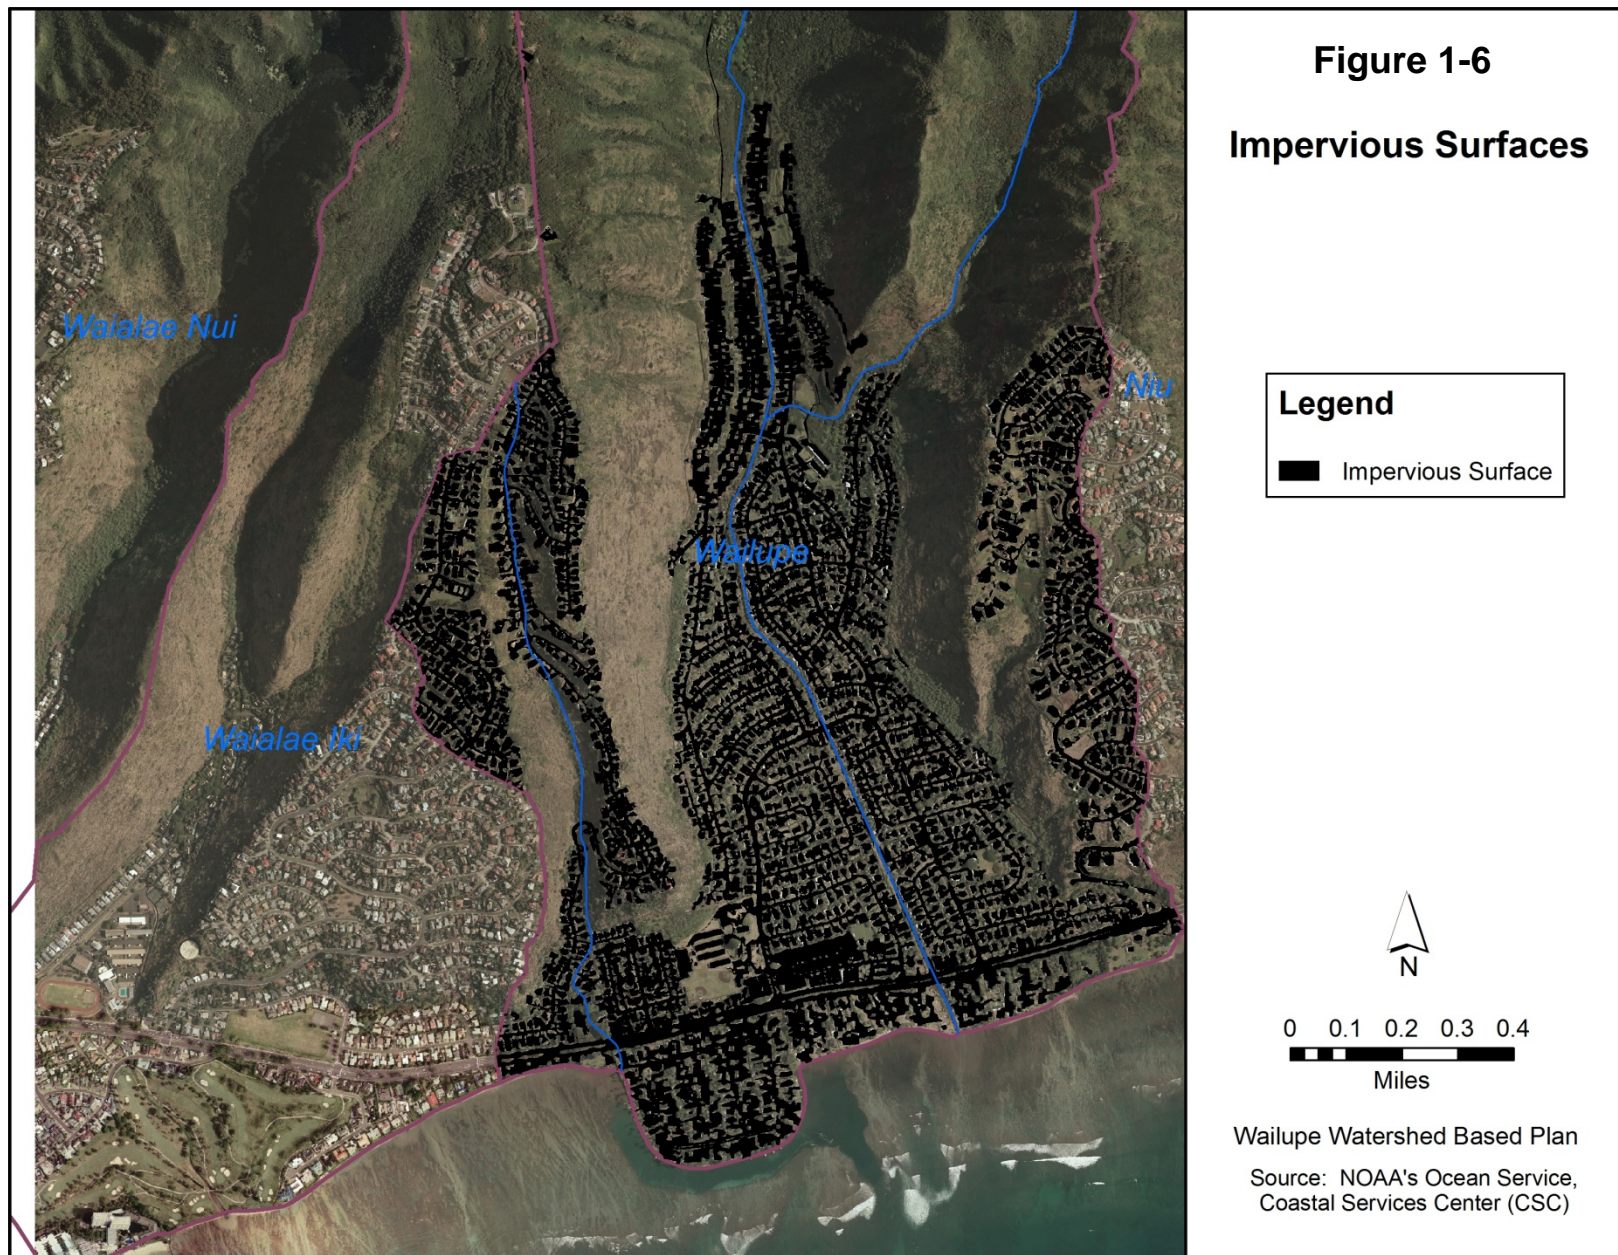 Figure 1-6
Impervious Surfaces
Waialae Nui
Niu
Legend
Impervious Surface
Wailupe
Waialae Iki
N
0 0.1 0.2 0.3 0.4
Miles
Wailupe Watershed Based Plan
Source: NOAA's Ocean Service,
Coastal Services Center (CSC)